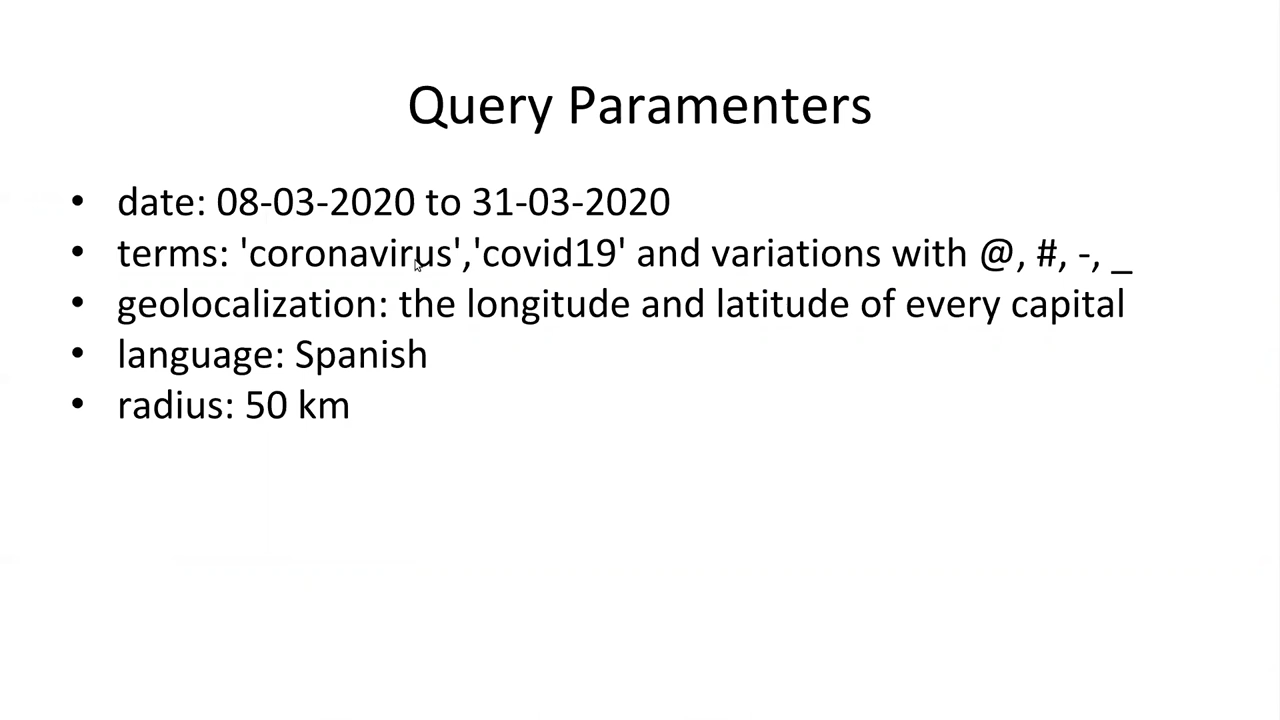 Query Paramenters
• date: 08-03-2020 to 31-03-2020
• terms: 'coronavirus','covid19' and variations with @, #, -, _
• geolocalization: the longitude and latitude of every capital
• language: Spanish
• radius: 50 km